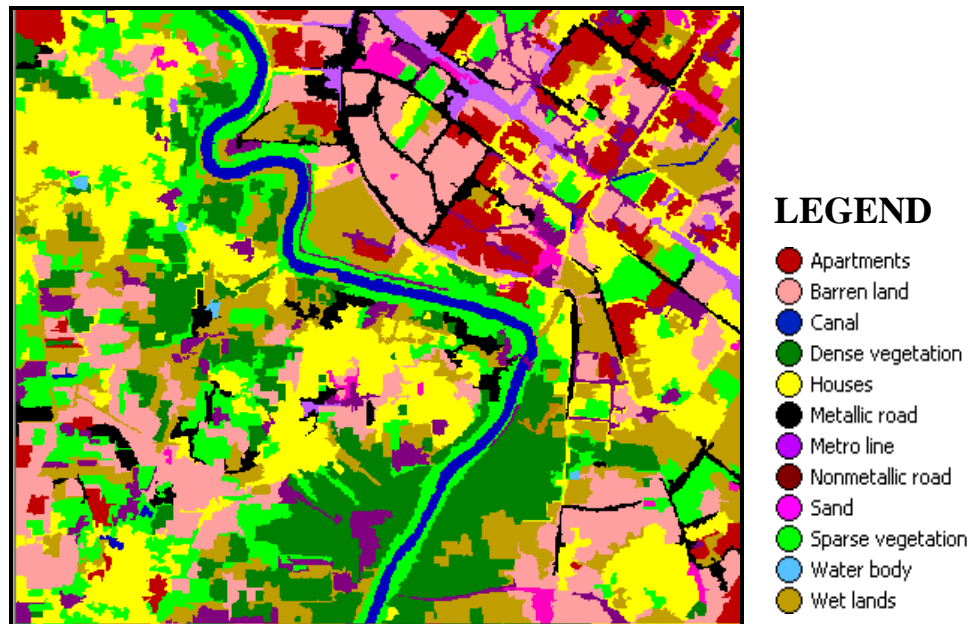 LEGEND
Apartments
Barren land
Canal
Dense vegetation
Houses
Metallic road
Metro line
Nonmetallic road
Sand
Sparse vegetation
Water body
Wet lands